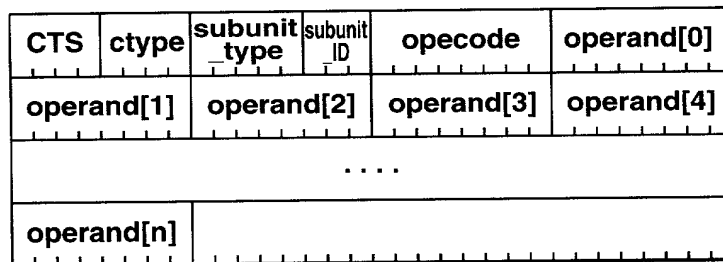 CTS ctype subunit_type subunit_ID opecode operand[0]
operand[1] operand[2] operand[3] operand[4]
....
operand[n]